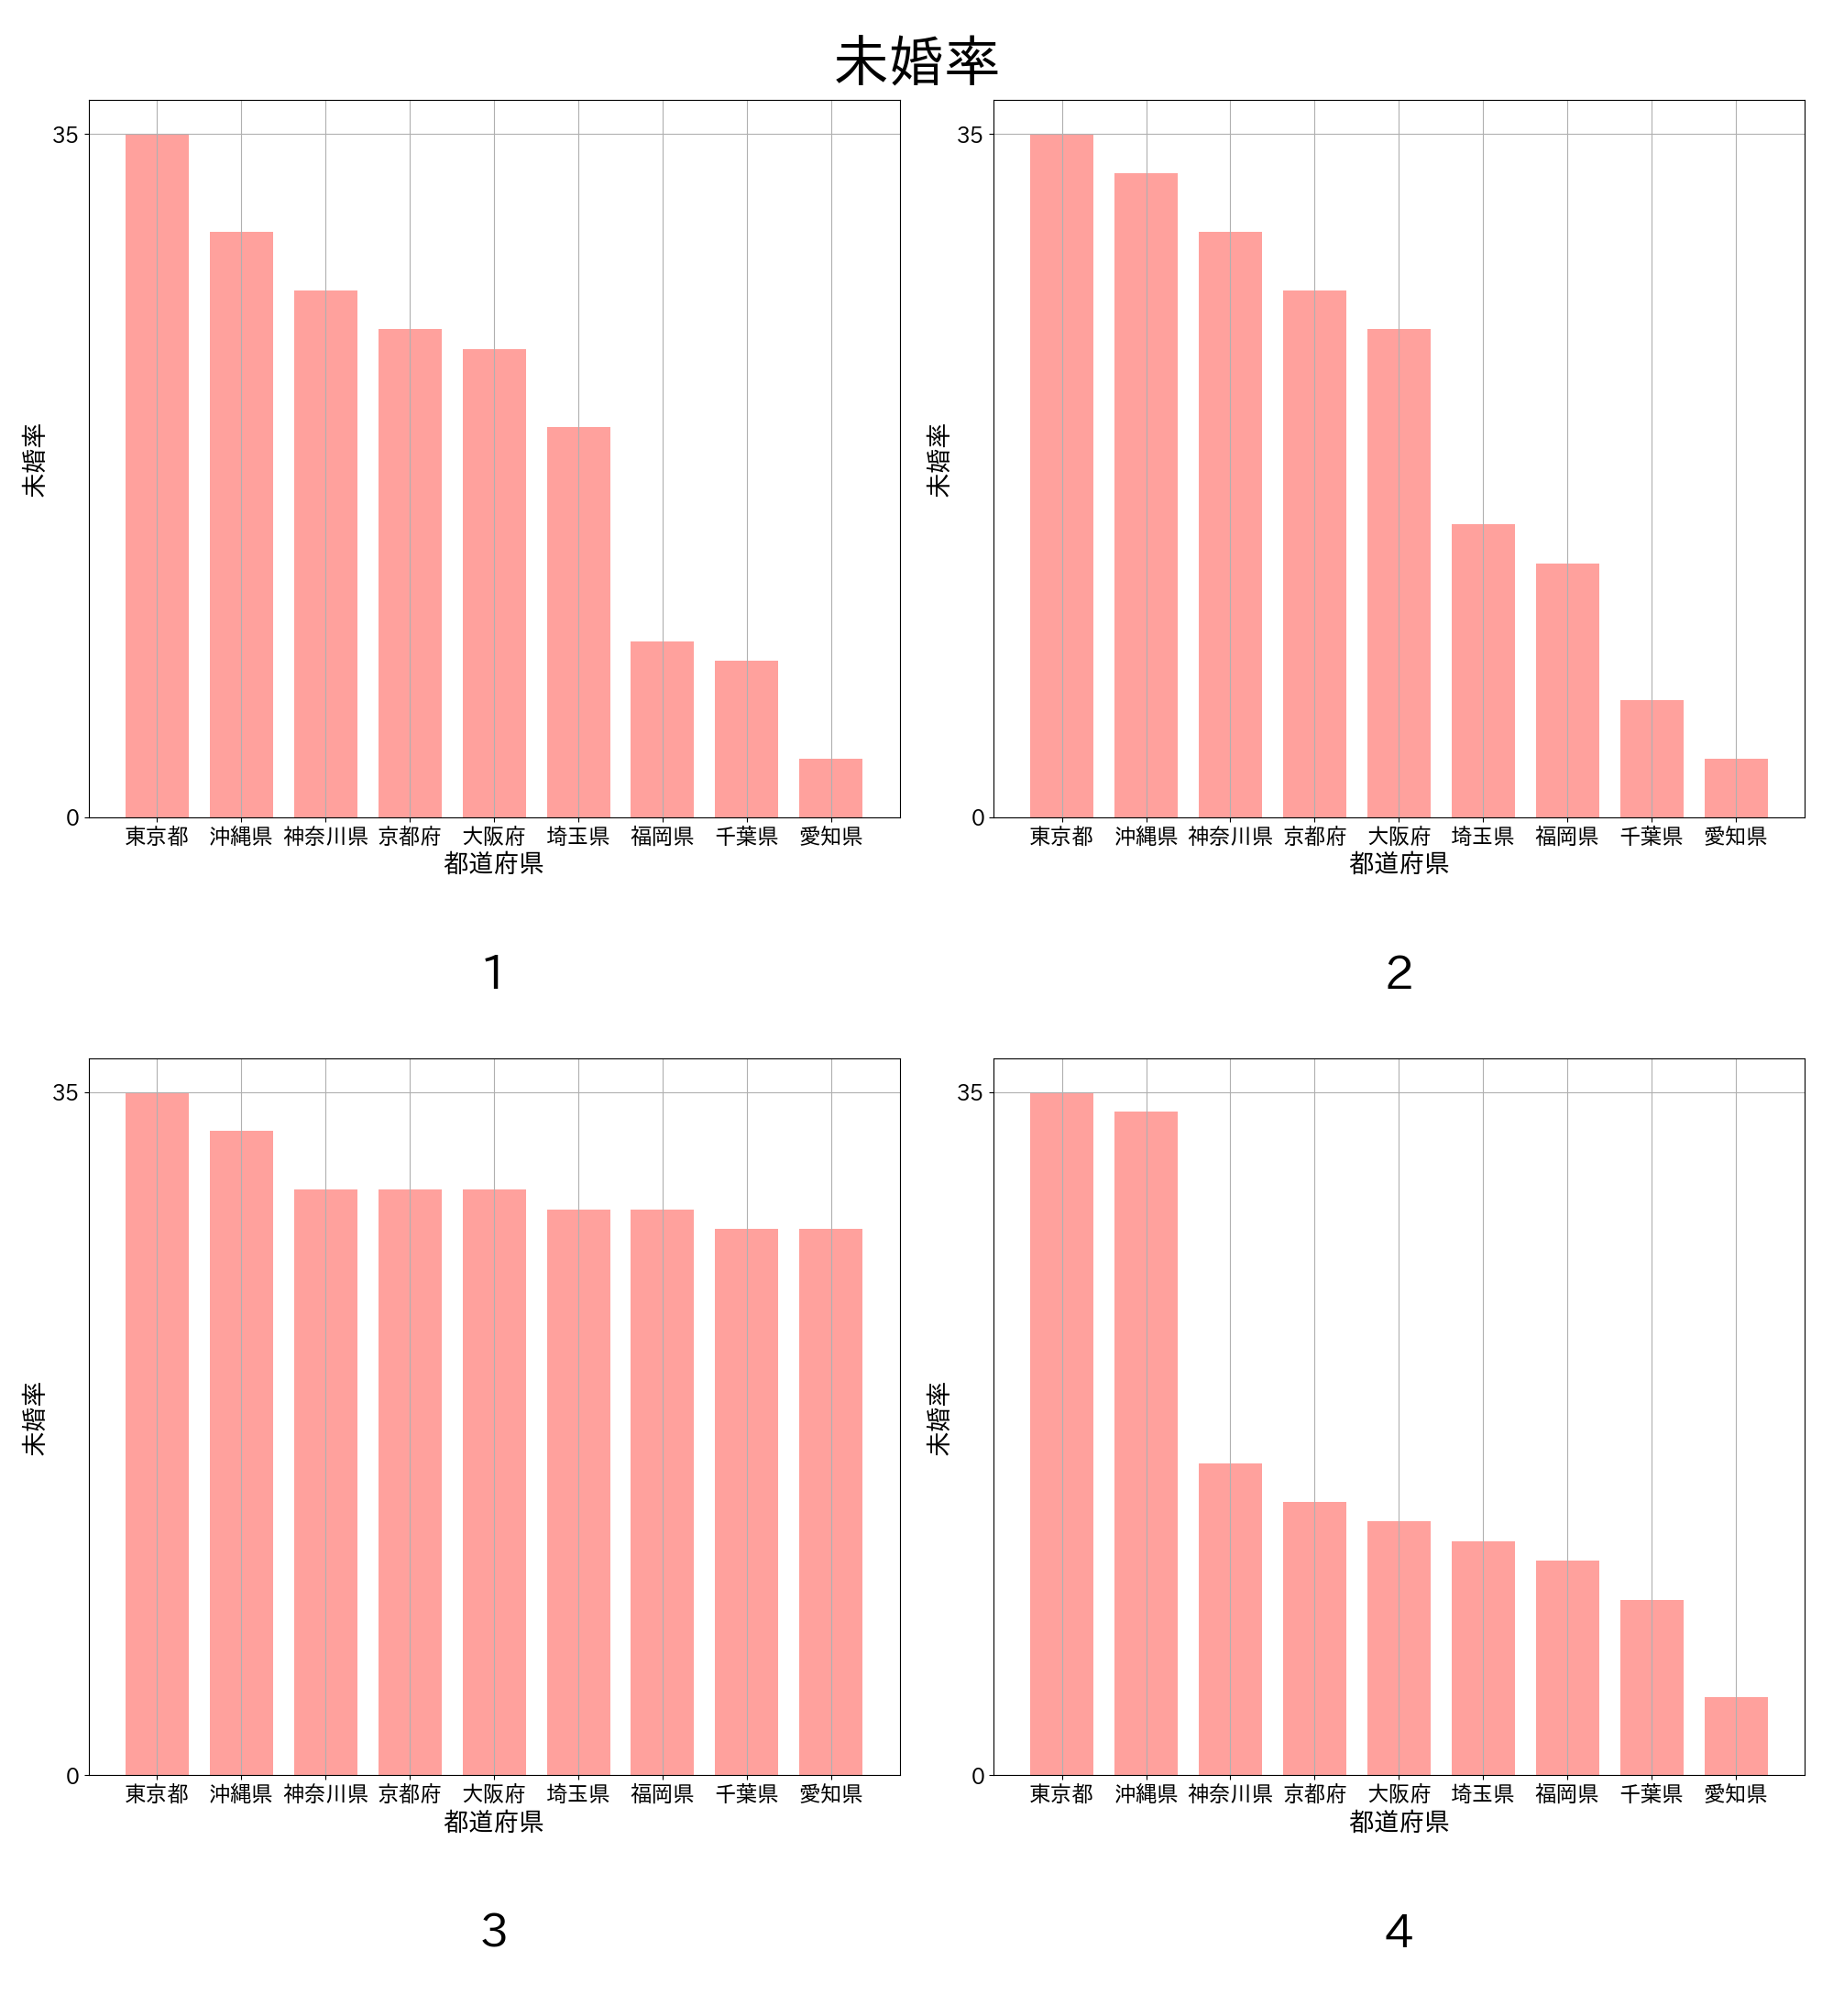 未婚率
35
0
未婚率
東京都 沖縄県 神奈川県 京都府 大阪府 埼玉県 福岡県 千葉県 愛知県
都道府県
1
35
0
未婚率
東京都 沖縄県 神奈川県 京都府 大阪府 埼玉県 福岡県 千葉県 愛知県
都道府県
2
35
0
未婚率
東京都 沖縄県 神奈川県 京都府 大阪府 埼玉県 福岡県 千葉県 愛知県
都道府県
3
35
0
未婚率
東京都 沖縄県 神奈川県 京都府 大阪府 埼玉県 福岡県 千葉県 愛知県
都道府県
4